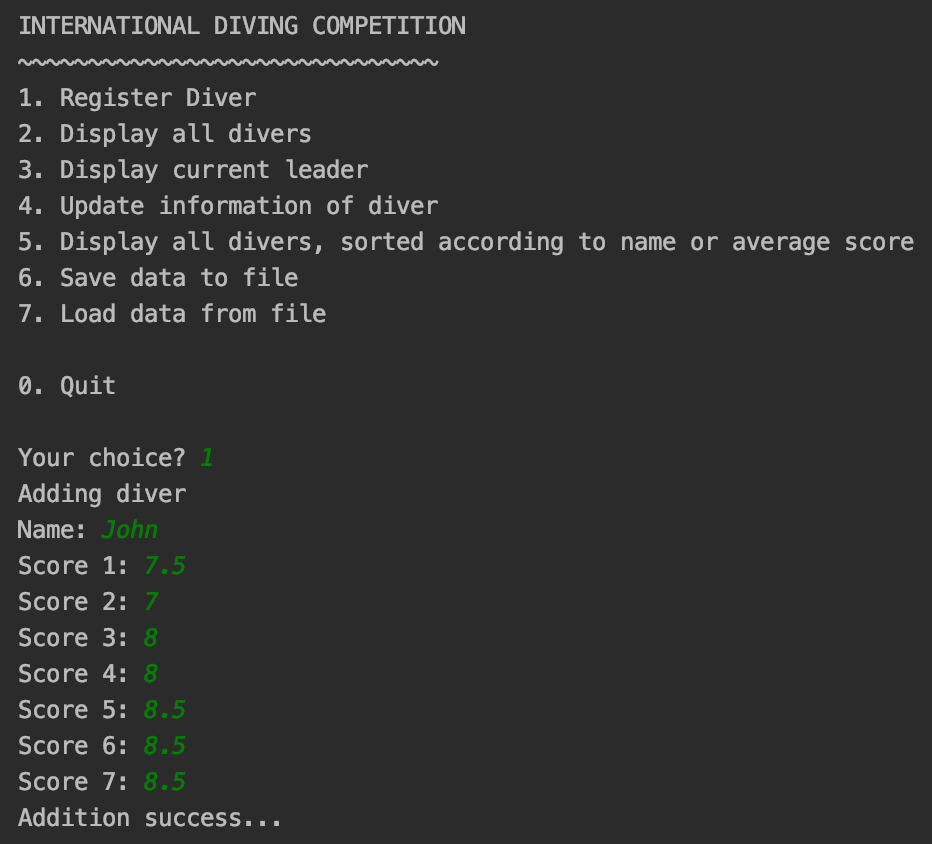 INTERNATIONAL DIVING COMPETITION
~~~~~~~~~~~~~~~~~~~~~~~~~~~~~~
1. Register Diver
2. Display all divers
3. Display current leader
4. Update information of diver
5. Display all divers, sorted according to name or average score
6. Save data to file
7. Load data from file
0. Quit
Your choice? 1
Adding diver
Name: John
Score 1: 7.5
Score 2: 7
Score 3: 8
Score 4: 8
Score 5: 8.5
Score 6: 8.5
Score 7: 8.5
Addition success...